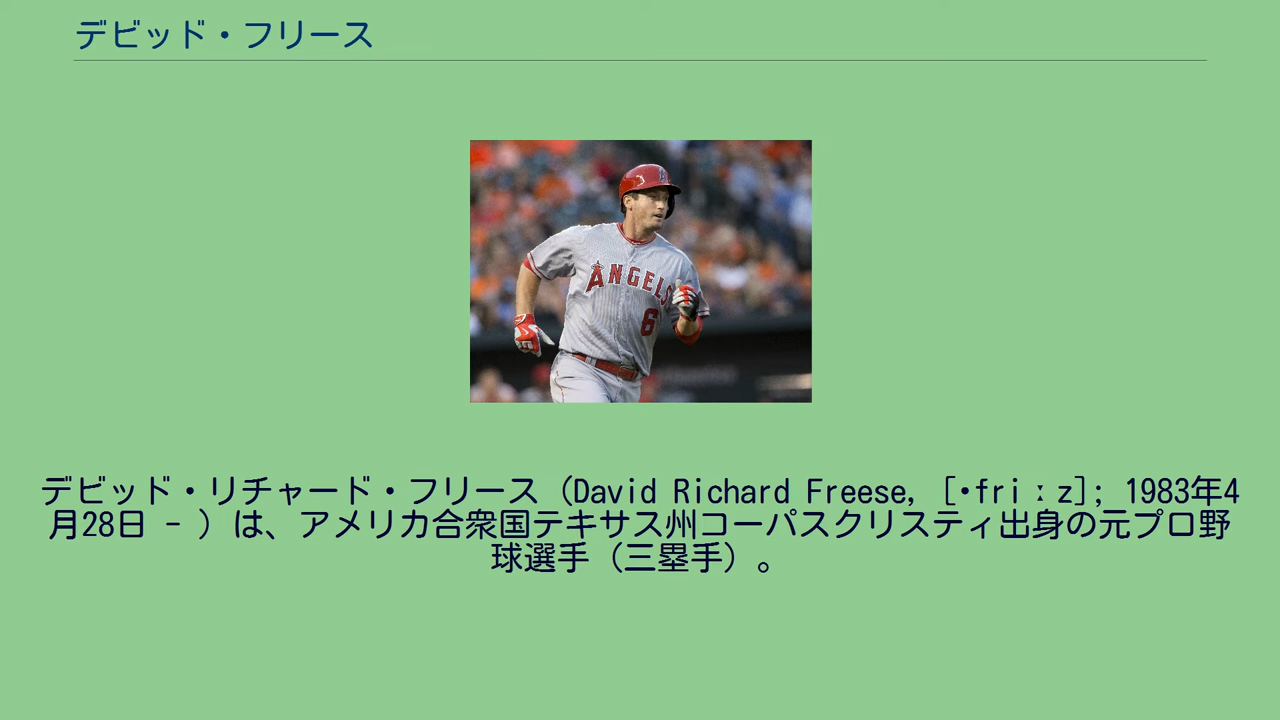 デビッド・フリース
ANGELS
6
デビッド・リチャード・フリース（David Richard Freese, [•friːz]; 1983年4
月28日 - ）は、アメリカ合衆国テキサス州コーパスクリスティ出身の元プロ野
球選手（三塁手）。